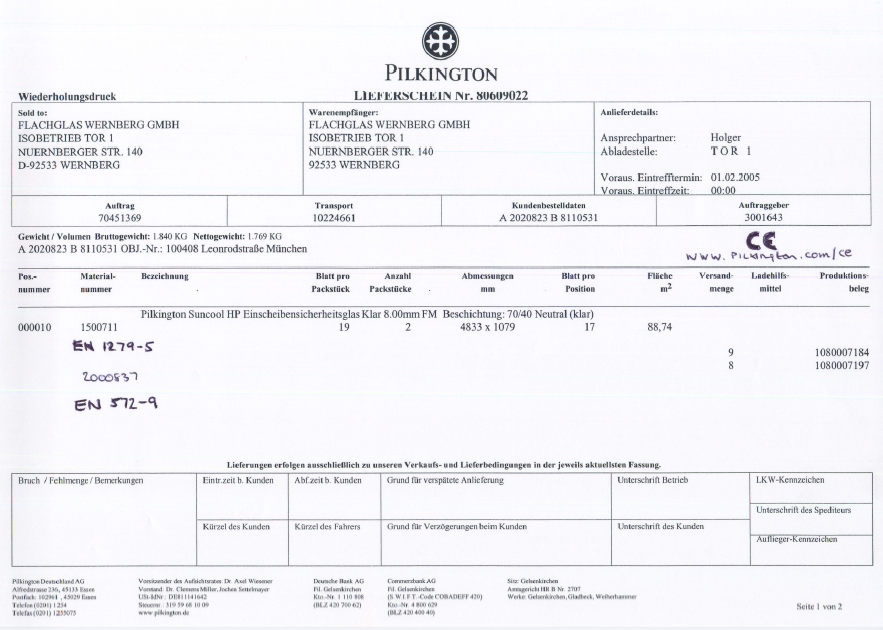 PILKINGTON
Wiederholungsdruck
LIEFERSCHEIN Nr. 80609022
Sold to:
FLACHGLAS WERNBERG GMBH
ISOBETRIEB TOR 1
NUERNBERGER STR. 140
D-92533 WERNBERG
Warenempfänger:
FLACHGLAS WERNBERG GMBH
ISOBETRIEB TOR 1
NUERNBERGER STR. 140
92533 WERNBERG
Anlieferdetails:
Ansprechpartner: Holger
Abladestelle: TOR 1
Voraus. Eintrefftermin: 01.02.2005
Voraus. Eintreffzeit: 00:00
Auftrag Transport Kundenbestelldaten Auftraggeber
70451369 10224661 A 2020823 B 8110531 3001643
Gewicht / Volumen Bruttogewicht: 1.840 KG Nettogewicht: 1.769 KG
A 2020823 B 8110531 OBJ.-Nr.: 100408 Leonrodstraße München
CE
www.Pilkington.com/ce
Pos.- Material- Bezeichnung Blatt pro Anzahl Abmessungen Blatt pro Fläche Versand- Ladehilfs- Produktions-
nummer nummer Packstück Packstücke mm Position m² menge mittel beleg
Pilkington Suncool HP Einscheibensicherheitsglas Klar 8.00mm FM Beschichtung: 70/40 Neutral (klar)
000010 1500711 19 2 4833 x 1079 17 88,74
EN 1279-5
9 1080007184
8 1080007197
2000837
EN 572-9
Lieferungen erfolgen ausschließlich zu unseren Verkaufs- und Lieferbedingungen in der jeweils aktuellsten Fassung.
Bruch / Fehlmenge / Bemerkungen
Eintr.zeit b. Kunden
Abf.zeit b. Kunden
Grund für verspätete Anlieferung
Unterschrift Betrieb
LKW-Kennzeichen
Unterschrift des Spediteurs
Kürzel des Kunden
Kürzel des Fahrers
Grund für Verzögerungen beim Kunden
Unterschrift des Kunden
Auflieger-Kennzeichen
Pilkington Deutschland AG
Alfredstrasse 236, 45133 Essen
Postfach: 102961 , 45029 Essen
Telefon (0201) 1254
Telefax (0201) 1255075
Vorsitzender des Aufsichtsrates: Dr. Axel Wiesener
Vorstand: Dr. Clemens Miller, Jochen Settelmayer
USt-IdNr.: DE811141642
Steuernr.: 319 59 68 10 09
www.pilkington.de
Deutsche Bank AG
Fil. Gelsenkirchen
Kto.-Nr. 1 110 808
(BLZ 420 700 62)
Commerzbank AG
Fil. Gelsenkirchen
(S.W.I.F.T.-Code COBADEFF 420)
Kto.-Nr. 4 800 629
(BLZ 420 400 40)
Sitz: Gelsenkirchen
Amtsgericht HR B Nr. 2707
Werke: Gelsenkirchen, Gladbeck, Weiherhammer
Seite 1 von 2